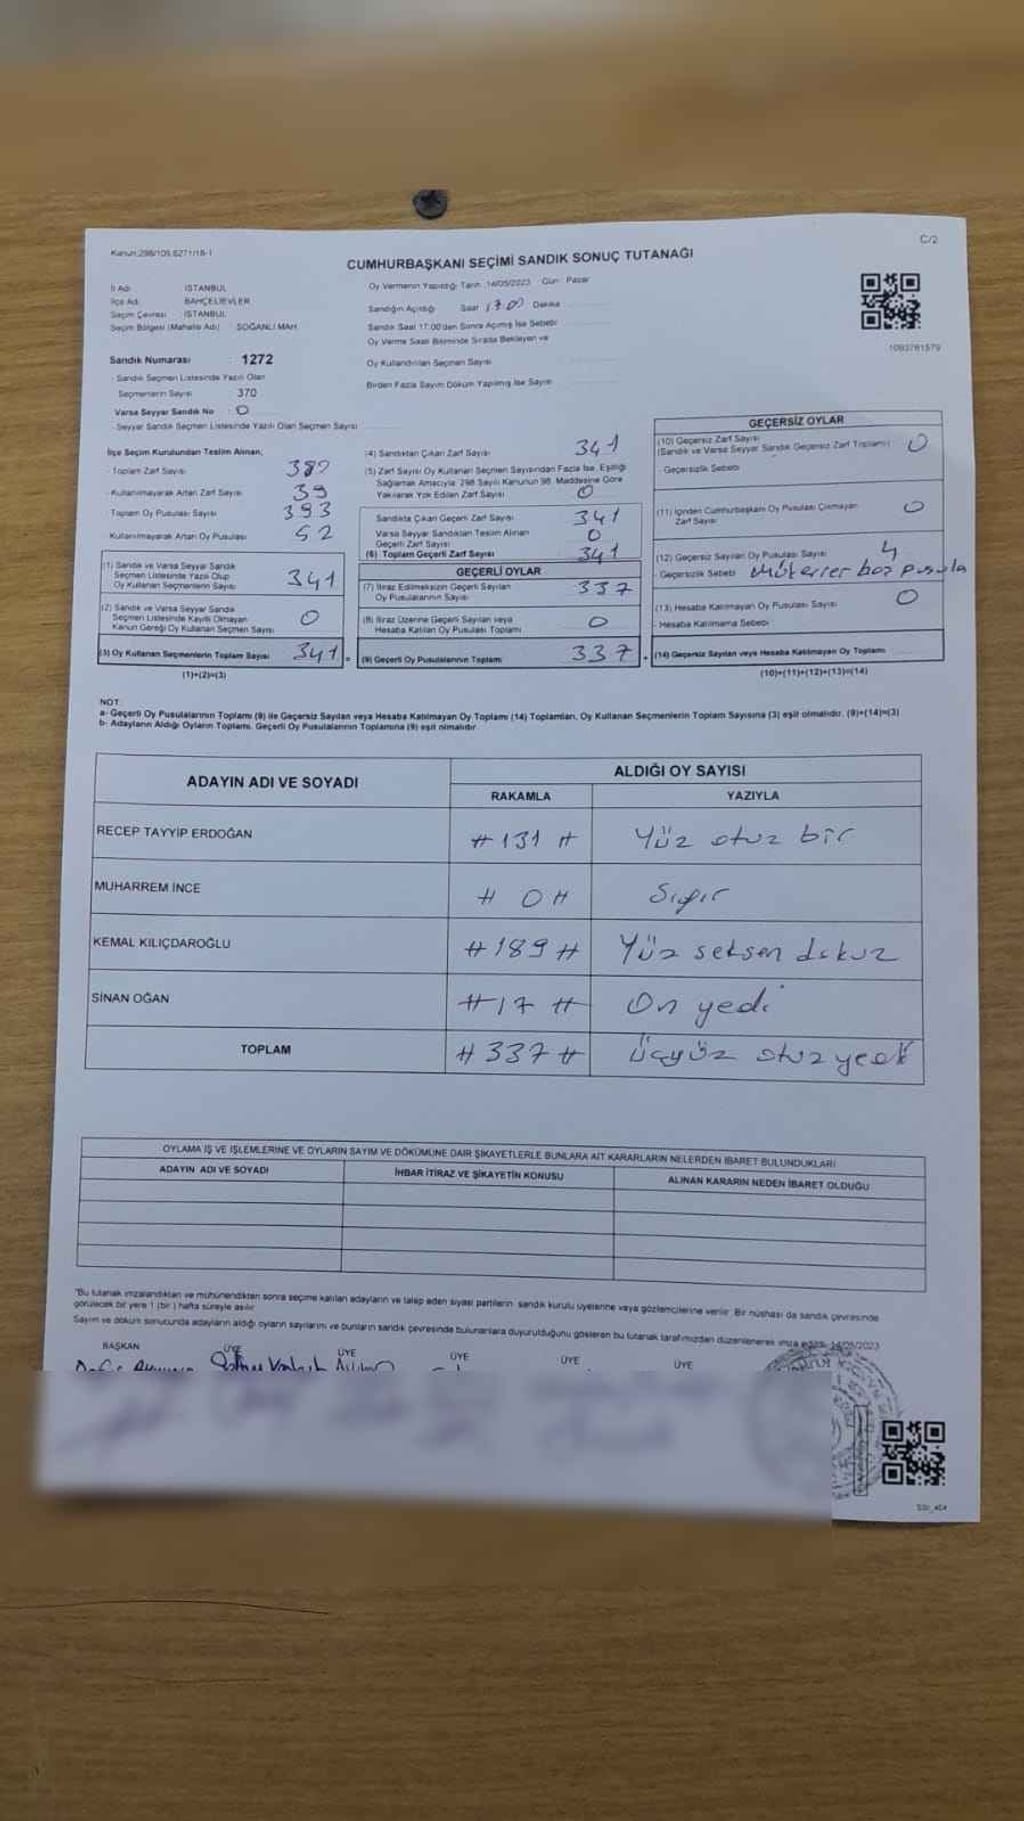 Kanun:298/105,6271/18-1
C/2
CUMHURBAŞKANI SEÇİMİ SANDIK SONUÇ TUTANAĞI
İl Adı : İSTANBUL
İlçe Adı : BAHÇELİEVLER
Seçim Çevresi : İSTANBUL
Seçim Bölgesi (Mahalle Adı) : SOĞANLI MAH.
Oy Vermenin Yapıldığı Tarih :14/05/2023 Gün : Pazar
Sandığın Açıldığı Saat 17:00 Dakika
Sandık Saat 17:00'den Sonra Açılmış İse Sebebi
Oy Verme Saati Bitiminde Sırada Bekleyen ve
Oy Kullandırılan Seçmen Sayısı
Birden Fazla Sayım Döküm Yapılmış İse Sayısı
1093761579
Sandık Numarası : 1272
- Sandık Seçmen Listesinde Yazılı Olan
Seçmenlerin Sayısı : 370
Varsa Seyyar Sandık No : 0
- Seyyar Sandık Seçmen Listesinde Yazılı Olan Seçmen Sayısı
İlçe Seçim Kurulundan Teslim Alınan;
- Toplam Zarf Sayısı 380
- Kullanılmayarak Artan Zarf Sayısı 39
- Toplam Oy Pusulası Sayısı 393
- Kullanılmayarak Artan Oy Pusulası 52
(1) Sandık ve Varsa Seyyar Sandık
Seçmen Listesinde Yazılı Olup
Oy Kullanan Seçmenlerin Sayısı 341
(2) Sandık ve Varsa Seyyar Sandık
Seçmen Listesinde Kayıtlı Olmayan
Kanun Gereği Oy Kullanan Seçmen Sayısı 0
(3) Oy Kullanan Seçmenlerin Toplam Sayısı 341
(1)+(2)=(3)
(4) Sandıktan Çıkan Zarf Sayısı 341
(5) Zarf Sayısı Oy Kullanan Seçmen Sayısından Fazla İse, Eşitliği
Sağlamak Amacıyla; 298 Sayılı Kanunun 98. Maddesine Göre
Yakılarak Yok Edilen Zarf Sayısı 0
Sandıkta Çıkan Geçerli Zarf Sayısı 341
Varsa Seyyar Sandıktan Teslim Alınan
Geçerli Zarf Sayısı 0
(6) Toplam Geçerli Zarf Sayısı 341
GEÇERLİ OYLAR
(7) İtiraz Edilmeksizin Geçerli Sayılan
Oy Pusulalarının Sayısı 337
(8) İtiraz Üzerine Geçerli Sayılan veya
Hesaba Katılan Oy Pusulası Toplamı 0
(9) Geçerli Oy Pusulalarının Toplamı 337
GEÇERSİZ OYLAR
(10) Geçersiz Zarf Sayısı
(Sandık ve Varsa Seyyar Sandık Geçersiz Zarf Toplamı) 0
- Geçersizlik Sebebi
(11) İçinden Cumhurbaşkanı Oy Pusulası Çıkmayan
Zarf Sayısı 0
(12) Geçersiz Sayılan Oy Pusulası Sayısı 4
- Geçersizlik Sebebi Mükerrer boş pusula
(13) Hesaba Katılmayan Oy Pusulası Sayısı 0
- Hesaba Katılmama Sebebi
(14) Geçersiz Sayılan veya Hesaba Katılmayan Oy Toplamı
(10)+(11)+(12)+(13)=(14)
NOT
a- Geçerli Oy Pusulalarının Toplamı (9) ile Geçersiz Sayılan veya Hesaba Katılmayan Oy Toplamı (14) Toplamları, Oy Kullanan Seçmenlerin Toplam Sayısına (3) eşit olmalıdır. (9)+(14)=(3)
b- Adayların Aldığı Oyların Toplamı, Geçerli Oy Pusulalarının Toplamına (9) eşit olmalıdır.
ADAYIN ADI VE SOYADI
ALDIĞI OY SAYISI
RAKAMLA YAZIYLA
RECEP TAYYİP ERDOĞAN # 131 # Yüz otuz bir
MUHARREM İNCE # 0 # Sıfır
KEMAL KILIÇDAROĞLU # 189 # Yüz seksen dokuz
SİNAN OĞAN # 17 # On yedi
TOPLAM # 337 # Üçyüz otuz yedi
OYLAMA İŞ VE İŞLEMLERİNE VE OYLARIN SAYIM VE DÖKÜMÜNE DAİR ŞİKAYETLERLE BUNLARA AİT KARARLARIN NELERDEN İBARET BULUNDUKLARI
ADAYIN ADI VE SOYADI İHBAR İTİRAZ VE ŞİKAYETİN KONUSU ALINAN KARARIN NEDEN İBARET OLDUĞU
"Bu tutanak imzalandıktan ve mühürlendikten sonra seçime katılan adayların ve talep eden siyasi partilerin sandık kurulu üyelerine veya gözlemcilerine verilir. Bir nüshası da sandık çevresinde
görülecek bir yere 1 (bir) hafta süreyle asılır.
Sayım ve döküm sonucunda adayların aldığı oyların sayılarını ve bunların sandık çevresinde bulunanlara duyurulduğunu gösteren bu tutanak tarafımızdan düzenlenerek imza edildi. 14/05/2023
BAŞKAN ÜYE ÜYE ÜYE ÜYE ÜYE